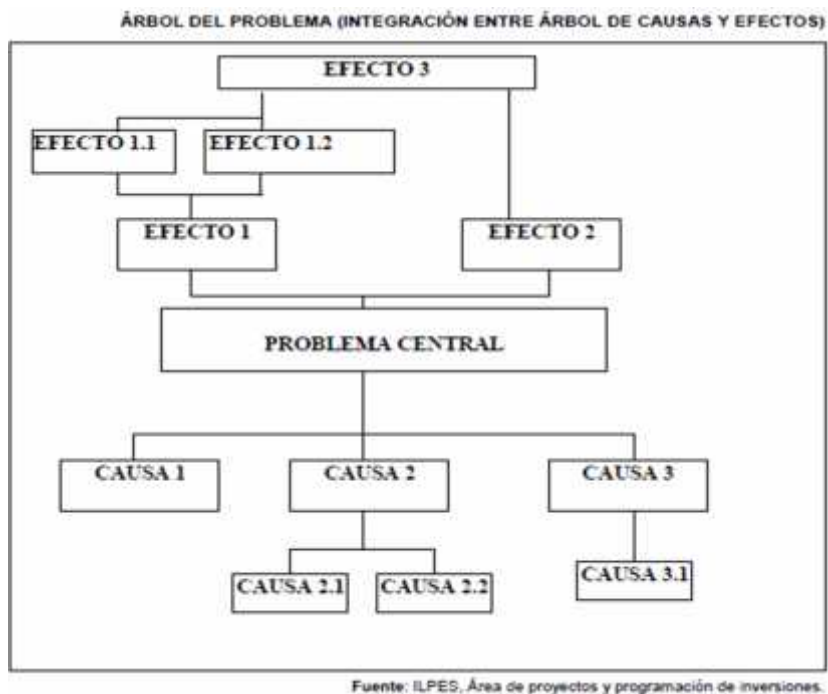 ÁRBOL DEL PROBLEMA (INTEGRACIÓN ENTRE ÁRBOL DE CAUSAS Y EFECTOS)
EFECTO 3
EFECTO 1.1
EFECTO 1.2
EFECTO 1
EFECTO 2
PROBLEMA CENTRAL
CAUSA 1
CAUSA 2
CAUSA 3
CAUSA 2.1
CAUSA 2.2
CAUSA 3.1
Fuente: ILPES, Área de proyectos y programación de inversiones.